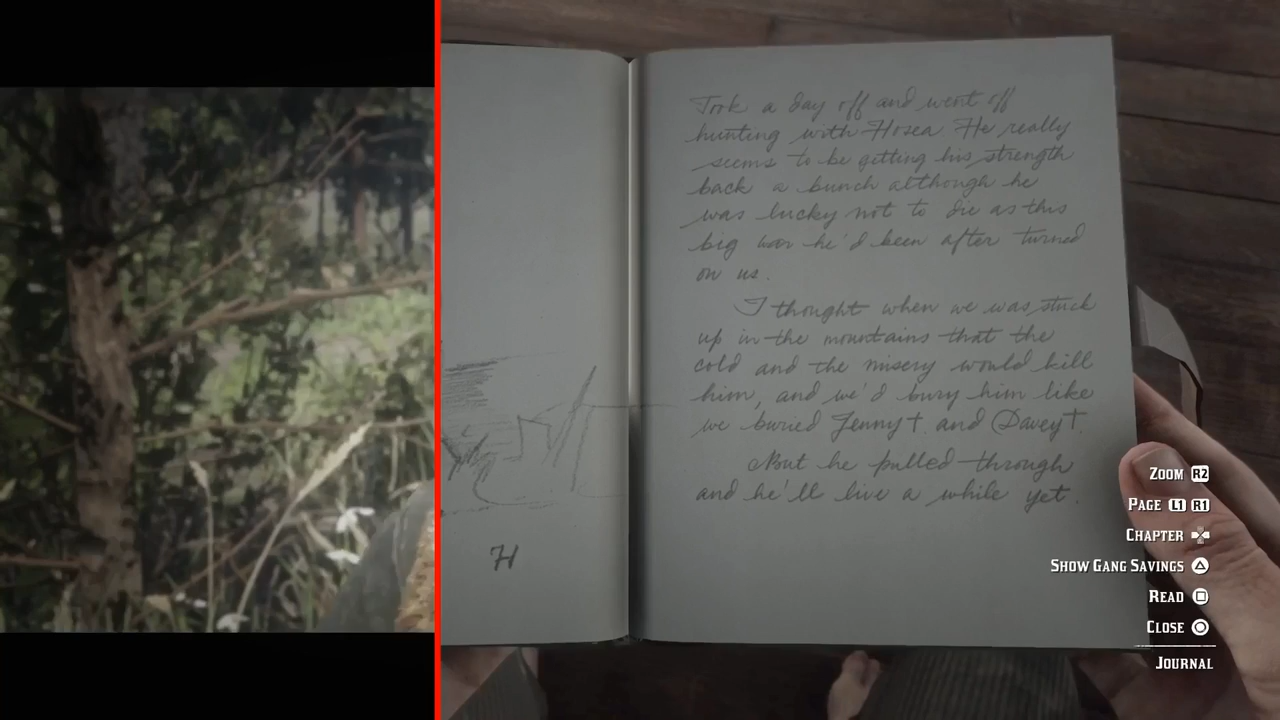 Took a day off and went off
hunting with Hosea He really
seems to be getting his strength
back a bunch although he
was lucky not to die as this
big  he'd been after turned
on us.
I thought when we was stuck
up in the mountains that the
cold and the misery would kill
him, and we'd bury him like
we buried Jenny†. and Davey†.
But he pulled through
and he'll live a while yet.
H
ZOOM R2
PAGE L1 R1
CHAPTER
SHOW GANG SAVINGS
READ
CLOSE
JOURNAL